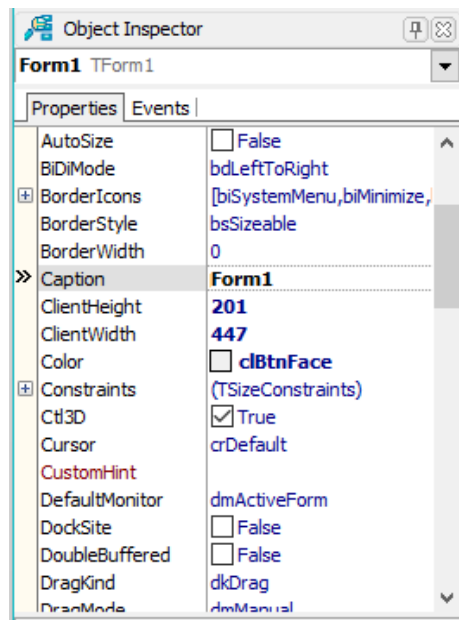 Object Inspector
Form1 TForm1
Properties Events
AutoSize False
BiDiMode bdLeftToRight
BorderIcons [biSystemMenu,biMinimize,
BorderStyle bsSizeable
BorderWidth 0
Caption Form1
ClientHeight 201
ClientWidth 447
Color clBtnFace
Constraints (TSizeConstraints)
Ctl3D True
Cursor crDefault
CustomHint
DefaultMonitor dmActiveForm
DockSite False
DoubleBuffered False
DragKind dkDrag
DragMode dmManual